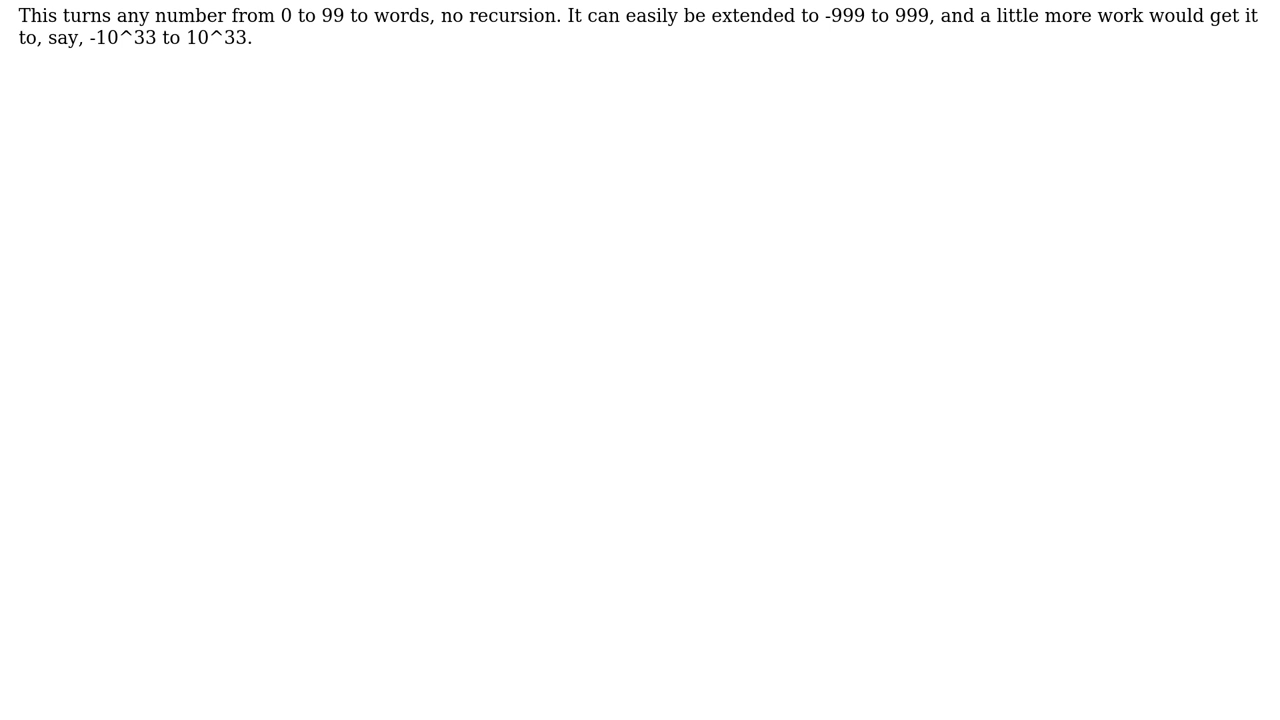 This turns any number from 0 to 99 to words, no recursion. It can easily be extended to -999 to 999, and a little more work would get it
to, say, -10^33 to 10^33.